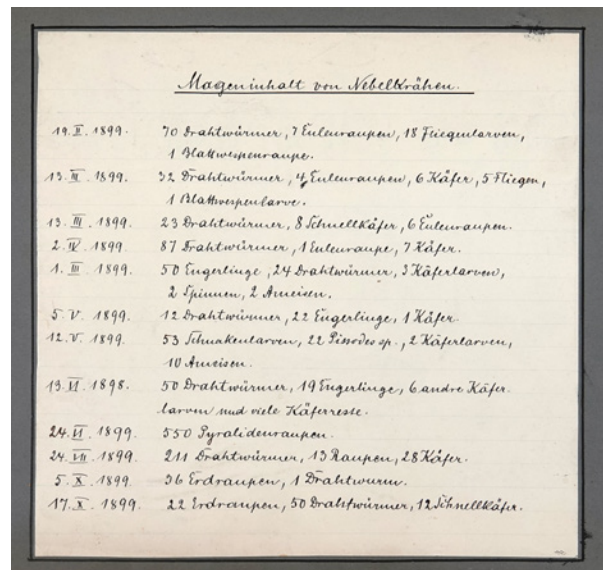 Mageninhalt von Nebelkrähen.
19. II. 1899. 70 Drahtwürmer, 7 Eulenraupen, 18 Fliegenlarven,
1 Blattwespenraupe.
13. III. 1899. 32 Drahtwürmer, 4 Eulenraupen, 6 Käfer, 5 Fliegen,
1 Blattwespenlarve.
13. III. 1899. 23 Drahtwürmer, 8 Schnellkäfer, 6 Eulenraupen.
2. IV. 1899. 87 Drahtwürmer, 1 Eulenraupe, 7 Käfer.
1. III. 1899. 50 Engerlinge, 24 Drahtwürmer, 3 Käferlarven,
2 Spinnen, 2 Ameisen.
5. V. 1899. 12 Drahtwürmer, 22 Engerlinge, 1 Käfer.
12. V. 1899. 53 Schnakenlarven, 22 Pissodes sp., 2 Käferlarven,
10 Ameisen.
13. VI. 1898. 50 Drahtwürmer, 19 Engerlinge, 6 andre Käfer-
larven und viele Käferreste.
24. VI. 1899. 550 Pyralidenraupen.
24. VIII. 1899. 211 Drahtwürmer, 13 Raupen, 28 Käfer.
5. X. 1899. 36 Erdraupen, 1 Drahtwurm.
17. X. 1899. 22 Erdraupen, 50 Drahtwürmer, 12 Schnellkäfer.